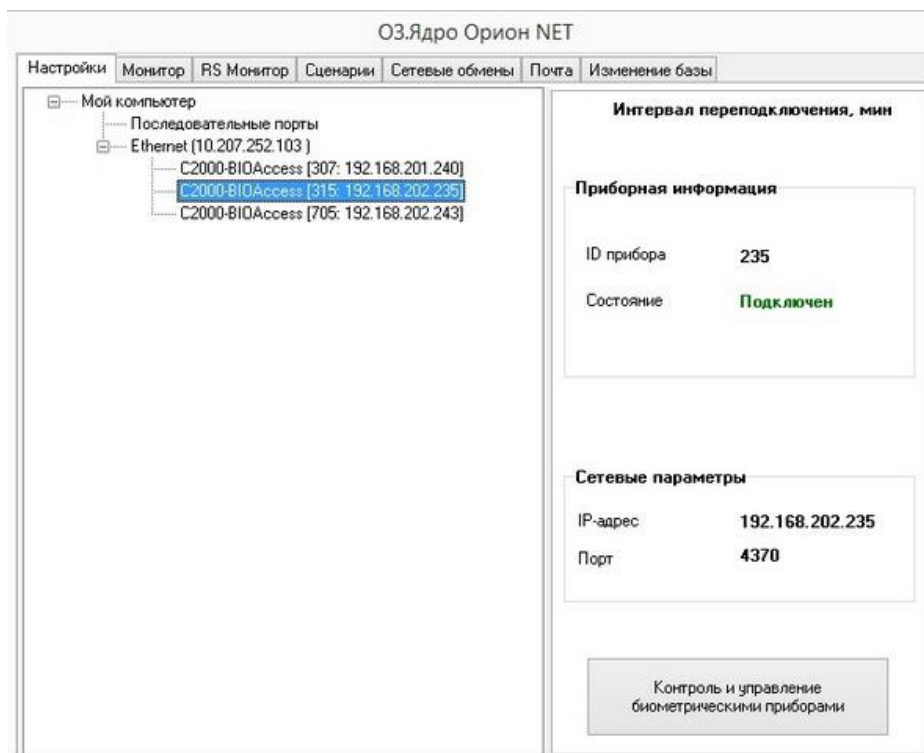 ОЗ.Ядро Орион NET
Настройки Монитор RS Монитор Сценарии Сетевые обмены Почта Изменение базы
Мой компьютер
Последовательные порты
Ethernet (10.207.252.103 )
C2000-BIOAccess [307: 192.168.201.240]
C2000-BIOAccess [315: 192.168.202.235]
C2000-BIOAccess [705: 192.168.202.243]
Интервал переподключения, мин
Приборная информация
ID прибора 235
Состояние Подключен
Сетевые параметры
IP-адрес 192.168.202.235
Порт 4370
Контроль и управление
биометрическими приборами